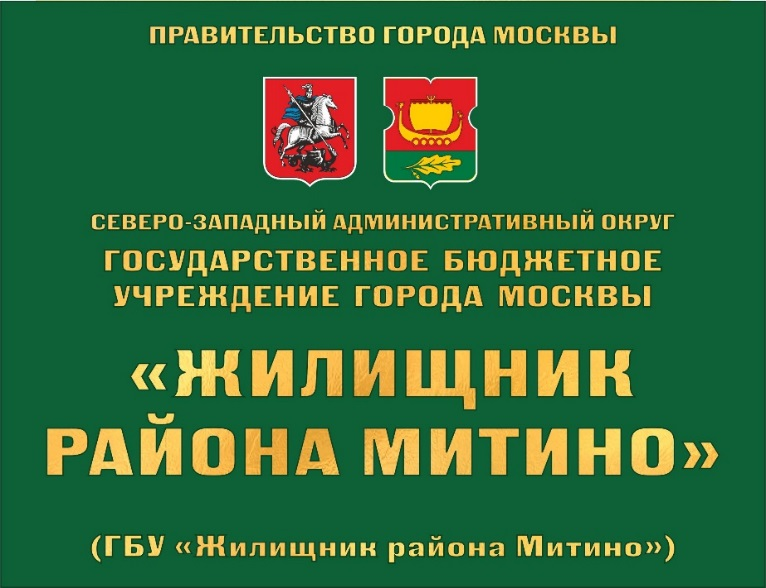 ПРАВИТЕЛЬСТВО ГОРОДА МОСКВЫ
СЕВЕРО-ЗАПАДНЫЙ АДМИНИСТРАТИВНЫЙ ОКРУГ
ГОСУДАРСТВЕННОЕ БЮДЖЕТНОЕ
УЧРЕЖДЕНИЕ ГОРОДА МОСКВЫ
«ЖИЛИЩНИК
РАЙОНА МИТИНО»
(ГБУ «Жилищник района Митино»)